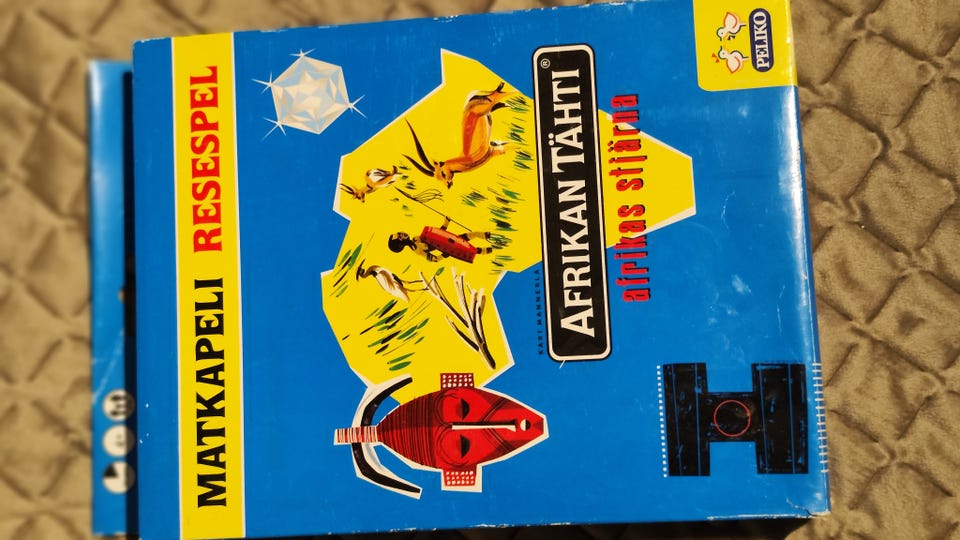 MATKAPELI RESESPEL
PELIKO
KARI MANNERLA
AFRIKAN TÄHTI®
afrikas stjärna